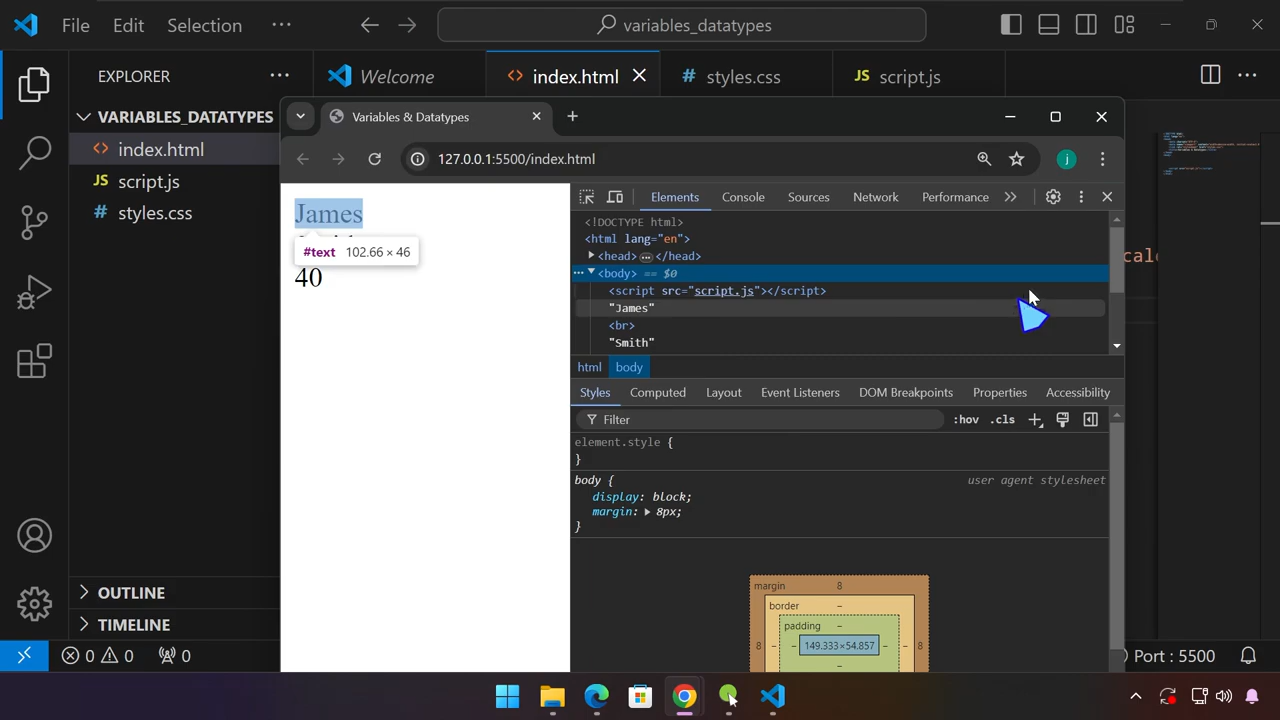 File Edit Selection ··· variables_datatypes
EXPLORER ··· Welcome <> index.html # styles.css JS script.js ···
VARIABLES_DATATYPES
<> index.html
JS script.js
# styles.css
OUTLINE
TIMELINE
0 0 0
Port : 5500
Variables & Datatypes
127.0.0.1:5500/index.html
j
James
#text 102.66 × 46
40
Elements Console Sources Network Performance
<!DOCTYPE html>
<html lang="en">
<head> ··· </head>
··· <body> == $0
<script src="script.js"></script>
"James"
<br>
"Smith"
html body
Styles Computed Layout Event Listeners DOM Breakpoints Properties Accessibility
Filter :hov .cls
element.style {
}
body { user agent stylesheet
display: block;
margin: 8px;
}
margin 8
border –
padding –
8 – – 149.333×54.857 – – 8
–